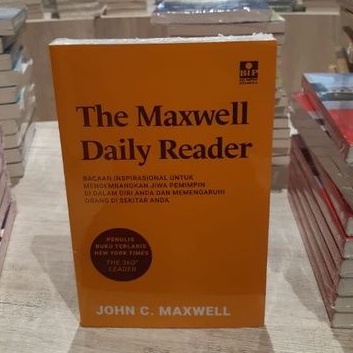 BIP
The Maxwell
Daily Reader
BACAAN INSPIRASIONAL UNTUK
MENGEMBANGKAN JIWA PEMIMPIN
DI DALAM DIRI ANDA DAN MEMENGARUHI
ORANG DI SEKITAR ANDA
PENULIS
BUKU TERLARIS
NEW YORK TIMES
THE 360°
LEADER
JOHN C. MAXWELL